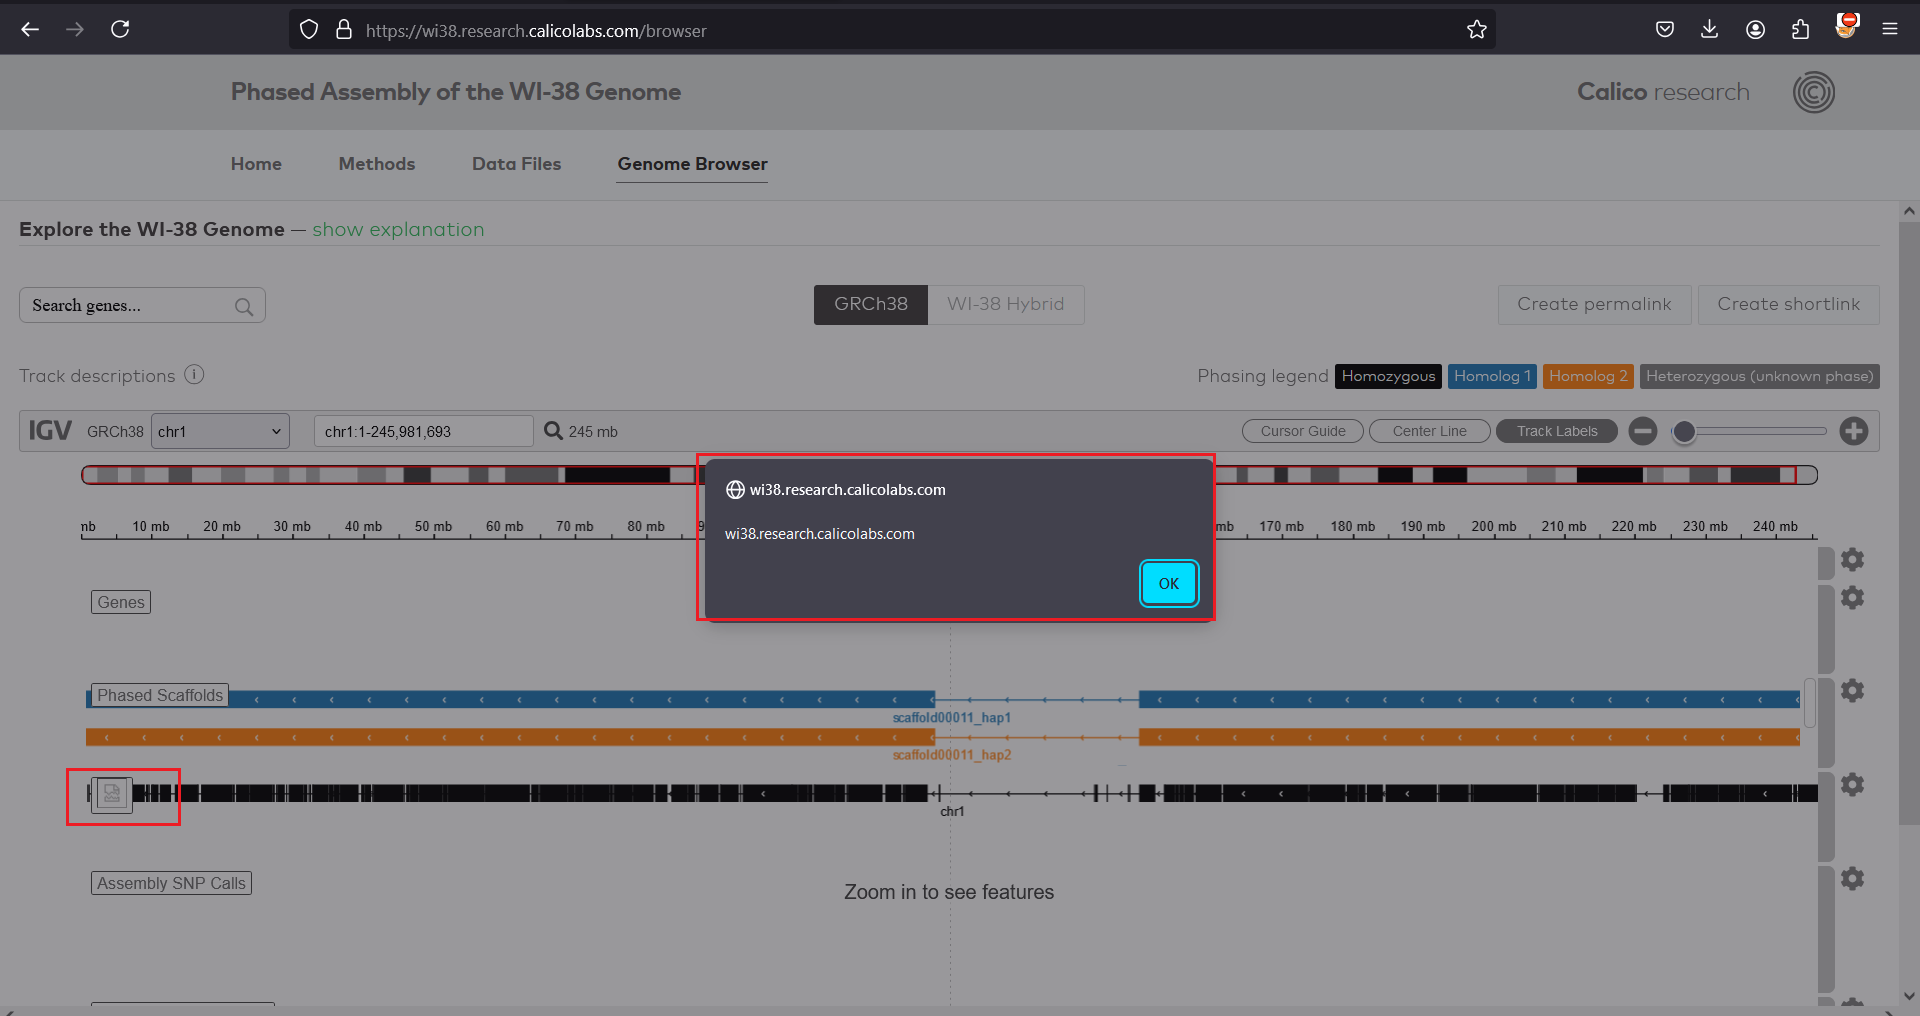 https://wi38.research.calicolabs.com/browser
Phased Assembly of the WI-38 Genome
Calico research
Home Methods Data Files Genome Browser
Explore the WI-38 Genome — show explanation
Search genes...
GRCh38 WI-38 Hybrid
Create permalink Create shortlink
Track descriptions i
Phasing legend Homozygous Homolog 1 Homolog 2 Heterozygous (unknown phase)
IGV GRCh38 chr1 chr1:1-245,981,693 245 mb Cursor Guide Center Line Track Labels
wi38.research.calicolabs.com
wi38.research.calicolabs.com
OK
mb 10 mb 20 mb 30 mb 40 mb 50 mb 60 mb 70 mb 80 mb 9 mb 170 mb 180 mb 190 mb 200 mb 210 mb 220 mb 230 mb 240 mb
Genes
Phased Scaffolds
scaffold00011_hap1
scaffold00011_hap2
chr1
Assembly SNP Calls
Zoom in to see features